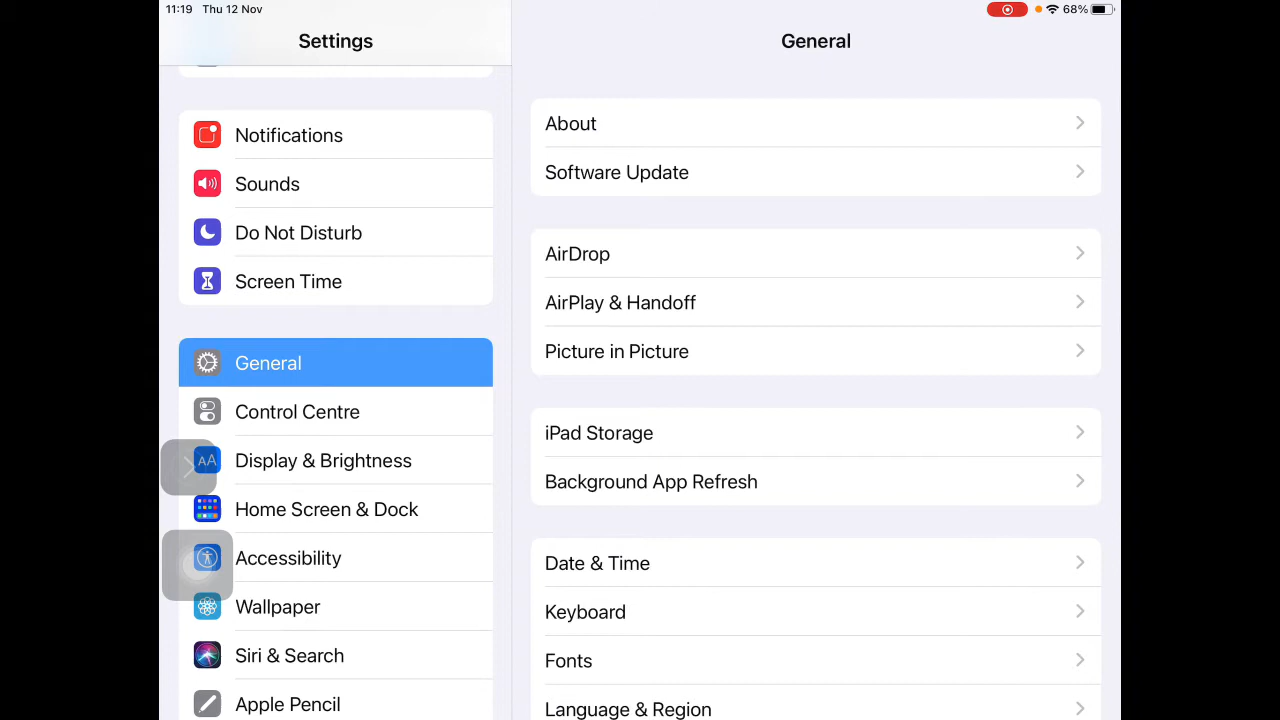 11:19 Thu 12 Nov
68%
Settings
Notifications
Sounds
Do Not Disturb
Screen Time
General
Control Centre
AA Display & Brightness
Home Screen & Dock
Accessibility
Wallpaper
Siri & Search
Apple Pencil
General
About
Software Update
AirDrop
AirPlay & Handoff
Picture in Picture
iPad Storage
Background App Refresh
Date & Time
Keyboard
Fonts
Language & Region